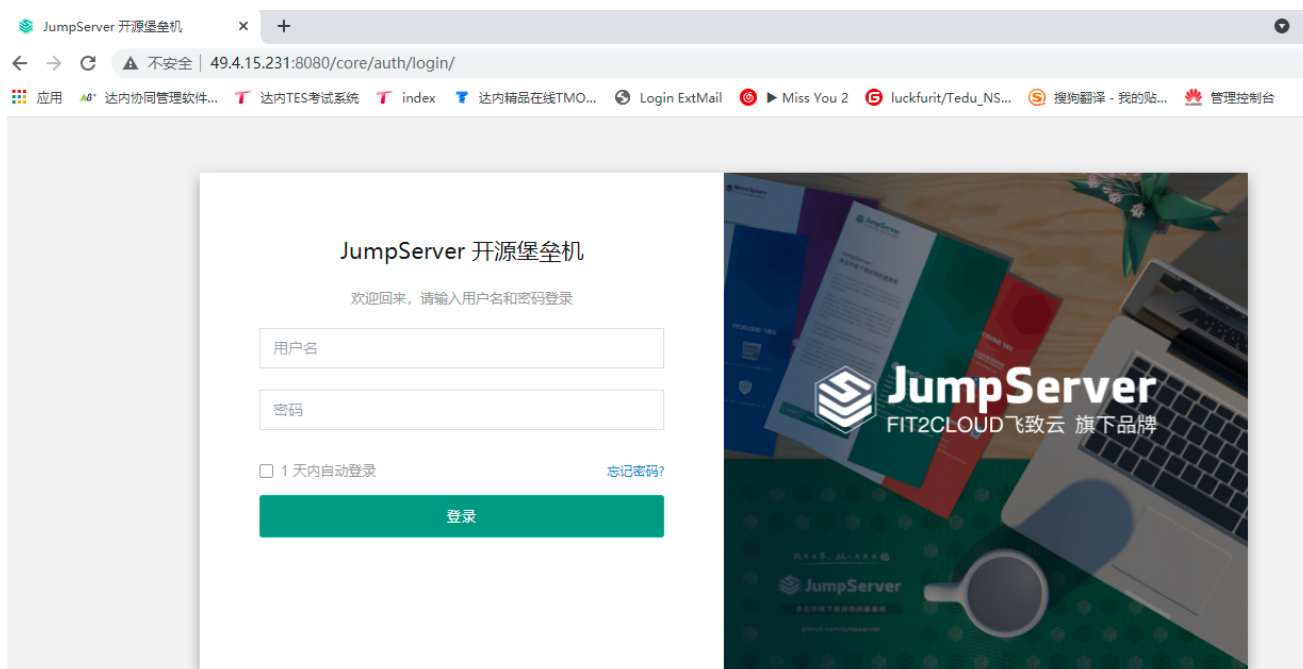 JumpServer 开源堡垒机
不安全 | 49.4.15.231:8080/core/auth/login/
应用 达内协同管理软件... 达内TES考试系统 index 达内精品在线TMO... Login ExtMail ▶ Miss You 2 luckfurit/Tedu_NS... 搜狗翻译 - 我的贴... 管理控制台
JumpServer 开源堡垒机
欢迎回来，请输入用户名和密码登录
用户名
密码
1 天内自动登录 忘记密码?
登录
JumpServer
FIT2CLOUD飞致云 旗下品牌
JumpServer